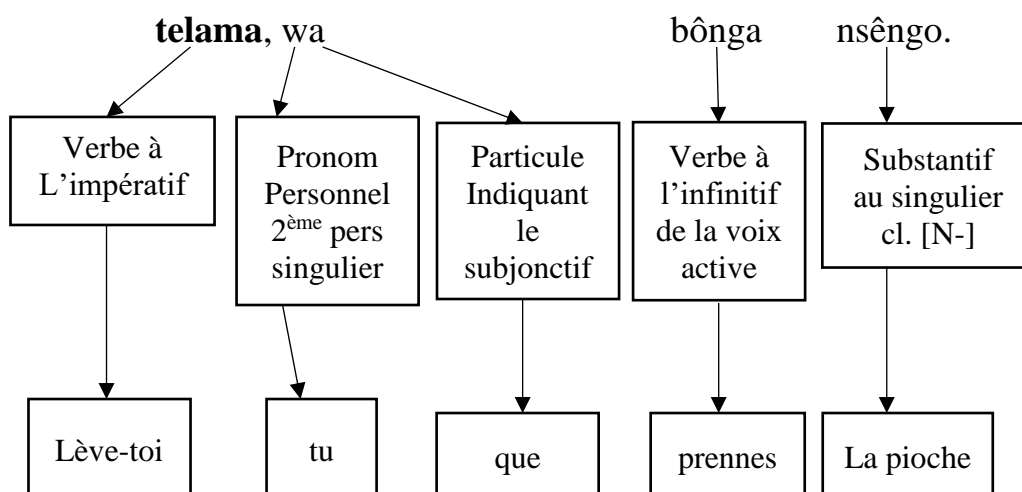 telama, wa bônga nsêngo.
Verbe à
L’impératif
Pronom
Personnel
2ème pers
singulier
Particule
Indiquant
le
subjonctif
Verbe à
l’infinitif
de la voix
active
Substantif
au singulier
cl. [N-]
Lève-toi
tu
que
prennes
La pioche